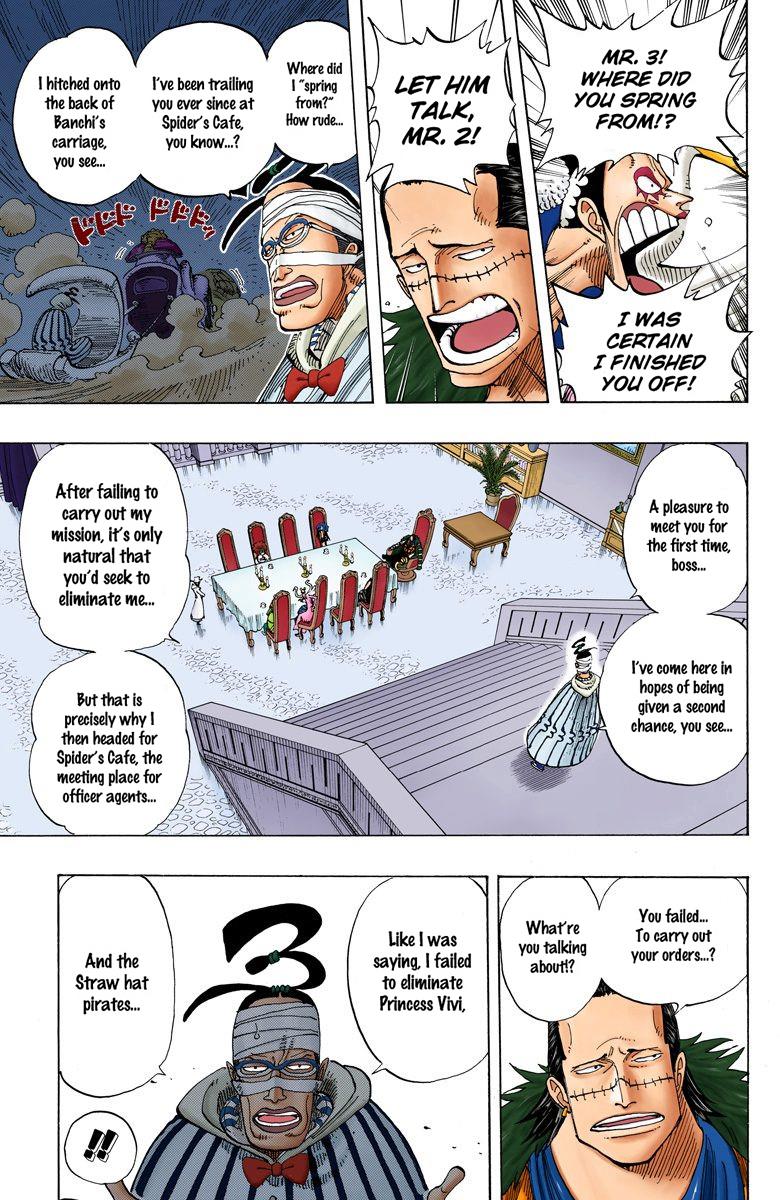 MR. 3!
WHERE DID
YOU SPRING
FROM!?
I WAS
CERTAIN
I FINISHED
YOU OFF!
LET HIM
TALK,
MR. 2!
Where did
I "spring
from?"
How rude...
I've been trailing
you ever since at
Spider's Cafe,
you know...?
I hitched onto
the back of
Banchi's
carriage,
you see...
ドドド ドドドッ
A pleasure to
meet you for
the first time,
boss...
I've come here in
hopes of being
given a second
chance, you see...
After failing to
carry out my
mission, it's only
natural that
you'd seek to
eliminate me...
But that is
precisely why I
then headed for
Spider's Cafe, the
meeting place for
officer agents...
You failed...
To carry out
your orders...?
What're
you talking
about!?
Like I was
saying, I failed
to eliminate
Princess Vivi,
And the
Straw hat
pirates...
3
!!